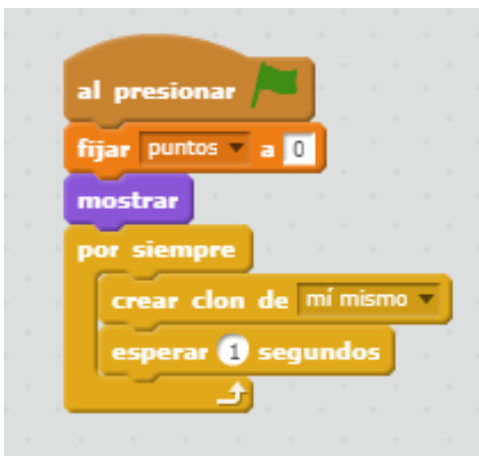 al presionar
fijar puntos a 0
mostrar
por siempre
crear clon de mí mismo
esperar 1 segundos